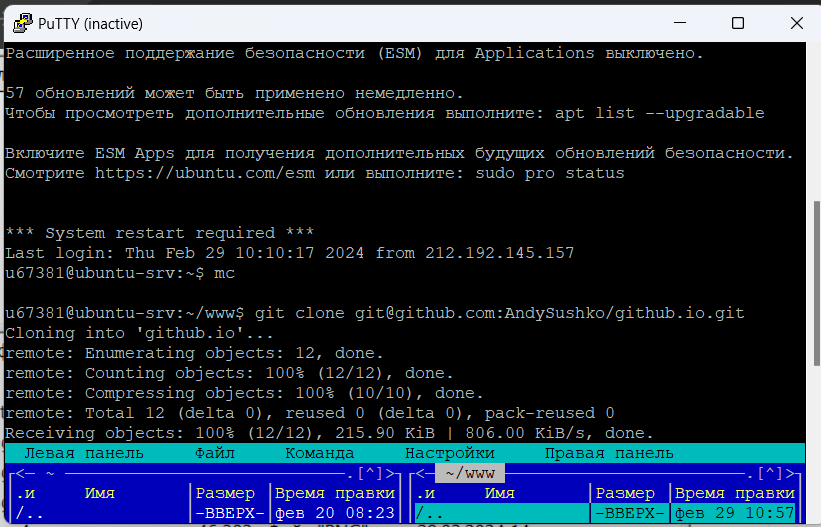 PuTTY (inactive)
Расширенное поддержание безопасности (ESM) для Applications выключено.
57 обновлений может быть применено немедленно.
Чтобы просмотреть дополнительные обновления выполните: apt list --upgradable
Включите ESM Apps для получения дополнительных будущих обновлений безопасности.
Смотрите https://ubuntu.com/esm или выполните: sudo pro status
*** System restart required ***
Last login: Thu Feb 29 10:10:17 2024 from 212.192.145.157
u67381@ubuntu-srv:~$ mc
u67381@ubuntu-srv:~/www$ git clone git@github.com:AndySushko/github.io.git
Cloning into 'github.io'...
remote: Enumerating objects: 12, done.
remote: Counting objects: 100% (12/12), done.
remote: Compressing objects: 100% (10/10), done.
remote: Total 12 (delta 0), reused 0 (delta 0), pack-reused 0
Receiving objects: 100% (12/12), 215.90 KiB | 806.00 KiB/s, done.
Левая панель Файл Команда Настройки Правая панель
<─ ~ ─.[^]> <─ ~/www ─.[^]>
.и Имя │Размер │Время правки .и Имя │Размер │Время правки
/.. │-ВВЕРХ-│фев 20 08:23 /.. │-ВВЕРХ-│фев 29 10:57